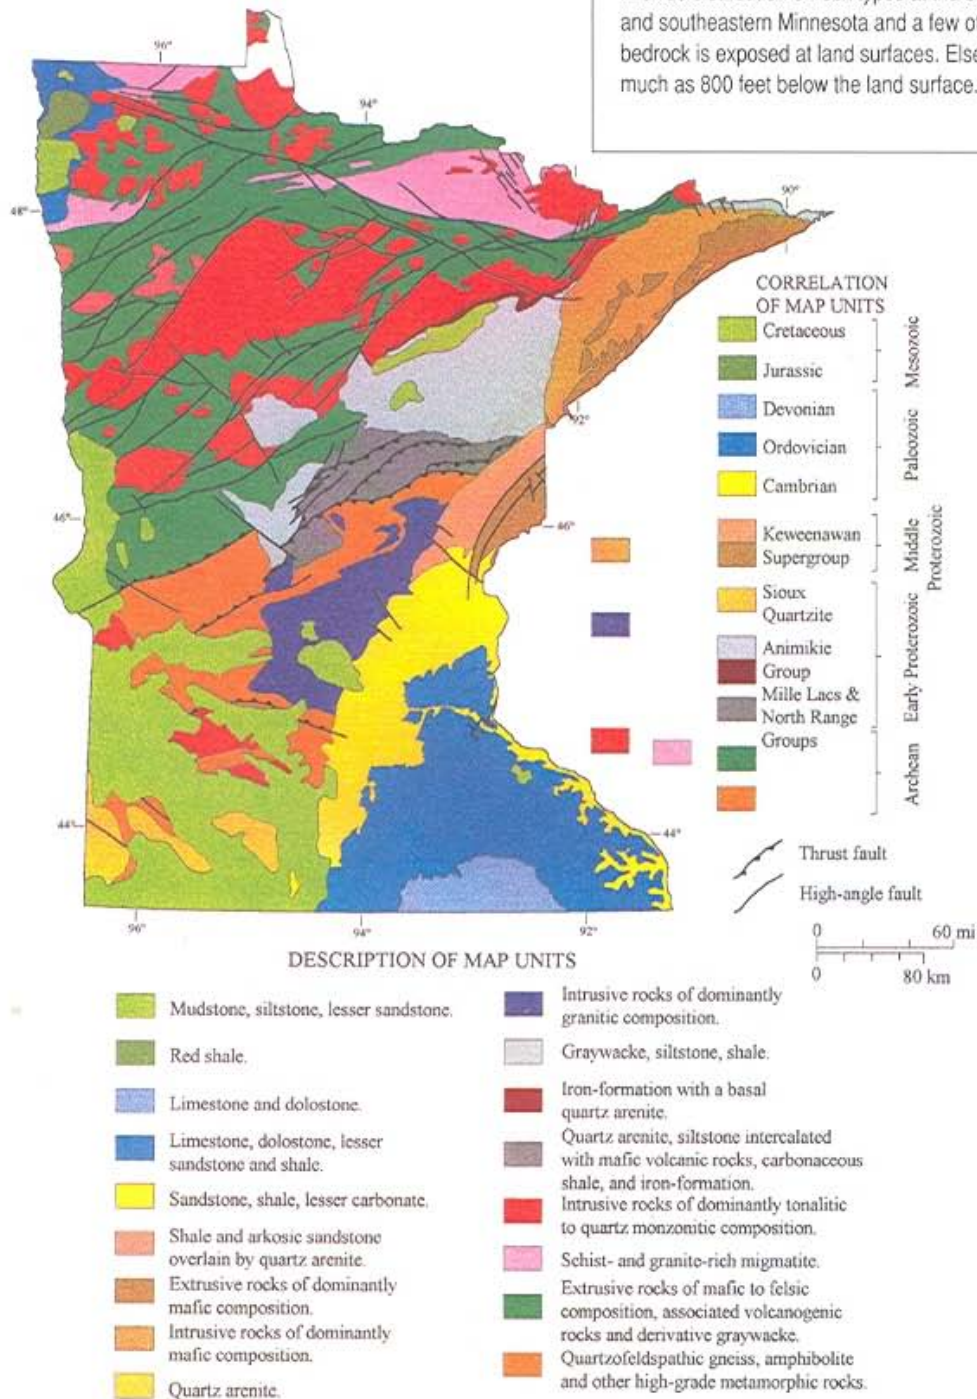 and southeastern Minnesota and a few o
bedrock is exposed at land surfaces. Else
much as 800 feet below the land surface.
96°
94°
48°
90°
92°
46°
46°
44°
44°
96°
94°
92°
CORRELATION
OF MAP UNITS
Cretaceous
Jurassic
Mesozoic
Devonian
Ordovician
Cambrian
Paleozoic
Keweenawan
Supergroup
Middle
Proterozoic
Sioux
Quartzite
Animikie
Group
Mille Lacs &
North Range
Groups
Early Proterozoic
Archean
Thrust fault
High-angle fault
0 60 mi
0 80 km
DESCRIPTION OF MAP UNITS
Mudstone, siltstone, lesser sandstone.
Red shale.
Limestone and dolostone.
Limestone, dolostone, lesser
sandstone and shale.
Sandstone, shale, lesser carbonate.
Shale and arkosic sandstone
overlain by quartz arenite.
Extrusive rocks of dominantly
mafic composition.
Intrusive rocks of dominantly
mafic composition.
Quartz arenite.
Intrusive rocks of dominantly
granitic composition.
Graywacke, siltstone, shale.
Iron-formation with a basal
quartz arenite.
Quartz arenite, siltstone intercalated
with mafic volcanic rocks, carbonaceous
shale, and iron-formation.
Intrusive rocks of dominantly tonalitic
to quartz monzonitic composition.
Schist- and granite-rich migmatite.
Extrusive rocks of mafic to felsic
composition, associated volcanogenic
rocks and derivative graywacke.
Quartzofeldspathic gneiss, amphibolite
and other high-grade metamorphic rocks.